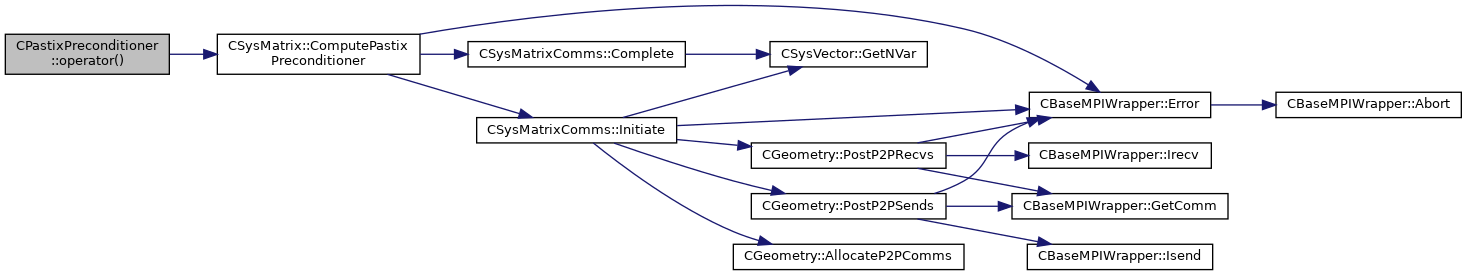 CPastixPreconditioner
::operator()
CSysMatrix::ComputePastix
Preconditioner
CSysMatrixComms::Complete
CSysVector::GetNVar
CSysMatrixComms::Initiate
CBaseMPIWrapper::Error
CBaseMPIWrapper::Abort
CGeometry::PostP2PRecvs
CBaseMPIWrapper::Irecv
CGeometry::PostP2PSends
CBaseMPIWrapper::GetComm
CGeometry::AllocateP2PComms
CBaseMPIWrapper::Isend